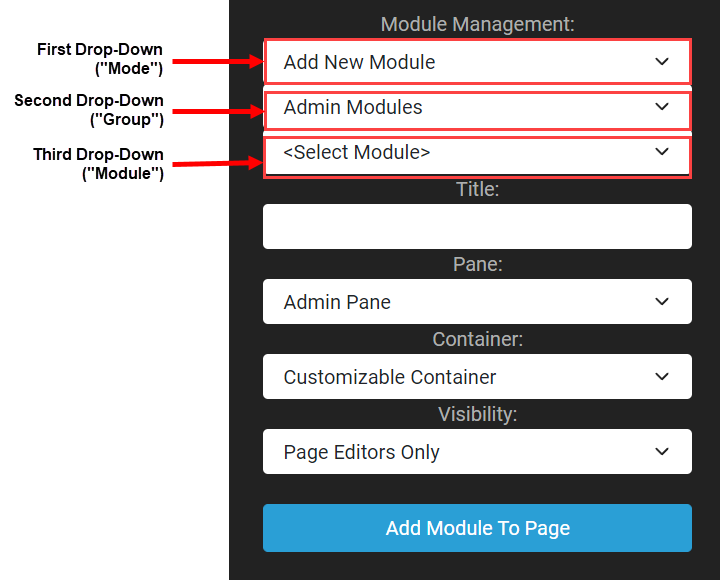 Module Management:
First Drop-Down
("Mode")
Add New Module
Second Drop-Down
("Group")
Admin Modules
Third Drop-Down
("Module")
<Select Module>
Title:
Pane:
Admin Pane
Container:
Customizable Container
Visibility:
Page Editors Only
Add Module To Page